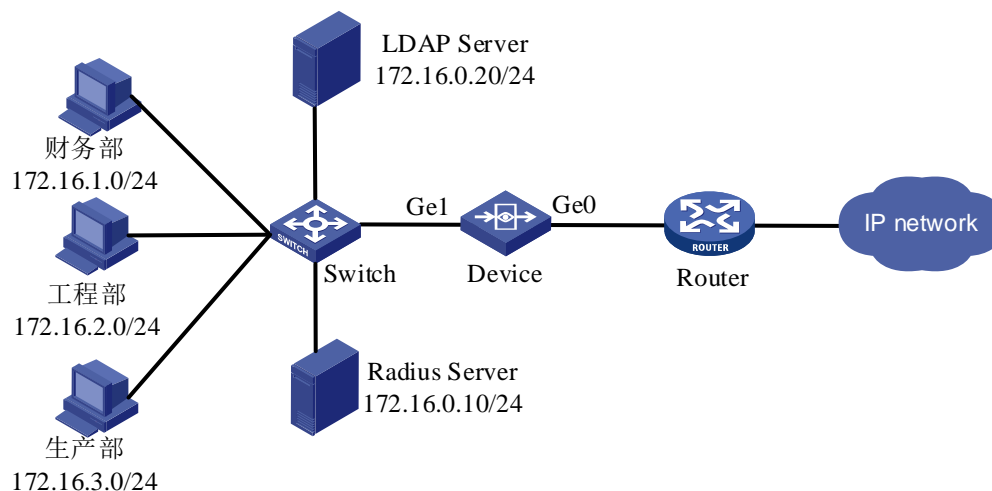 LDAP Server
172.16.0.20/24
财务部
172.16.1.0/24
工程部
172.16.2.0/24
生产部
172.16.3.0/24
SWITCH
Switch
Ge1
Ge0
Device
ROUTER
Router
IP network
Radius Server
172.16.0.10/24